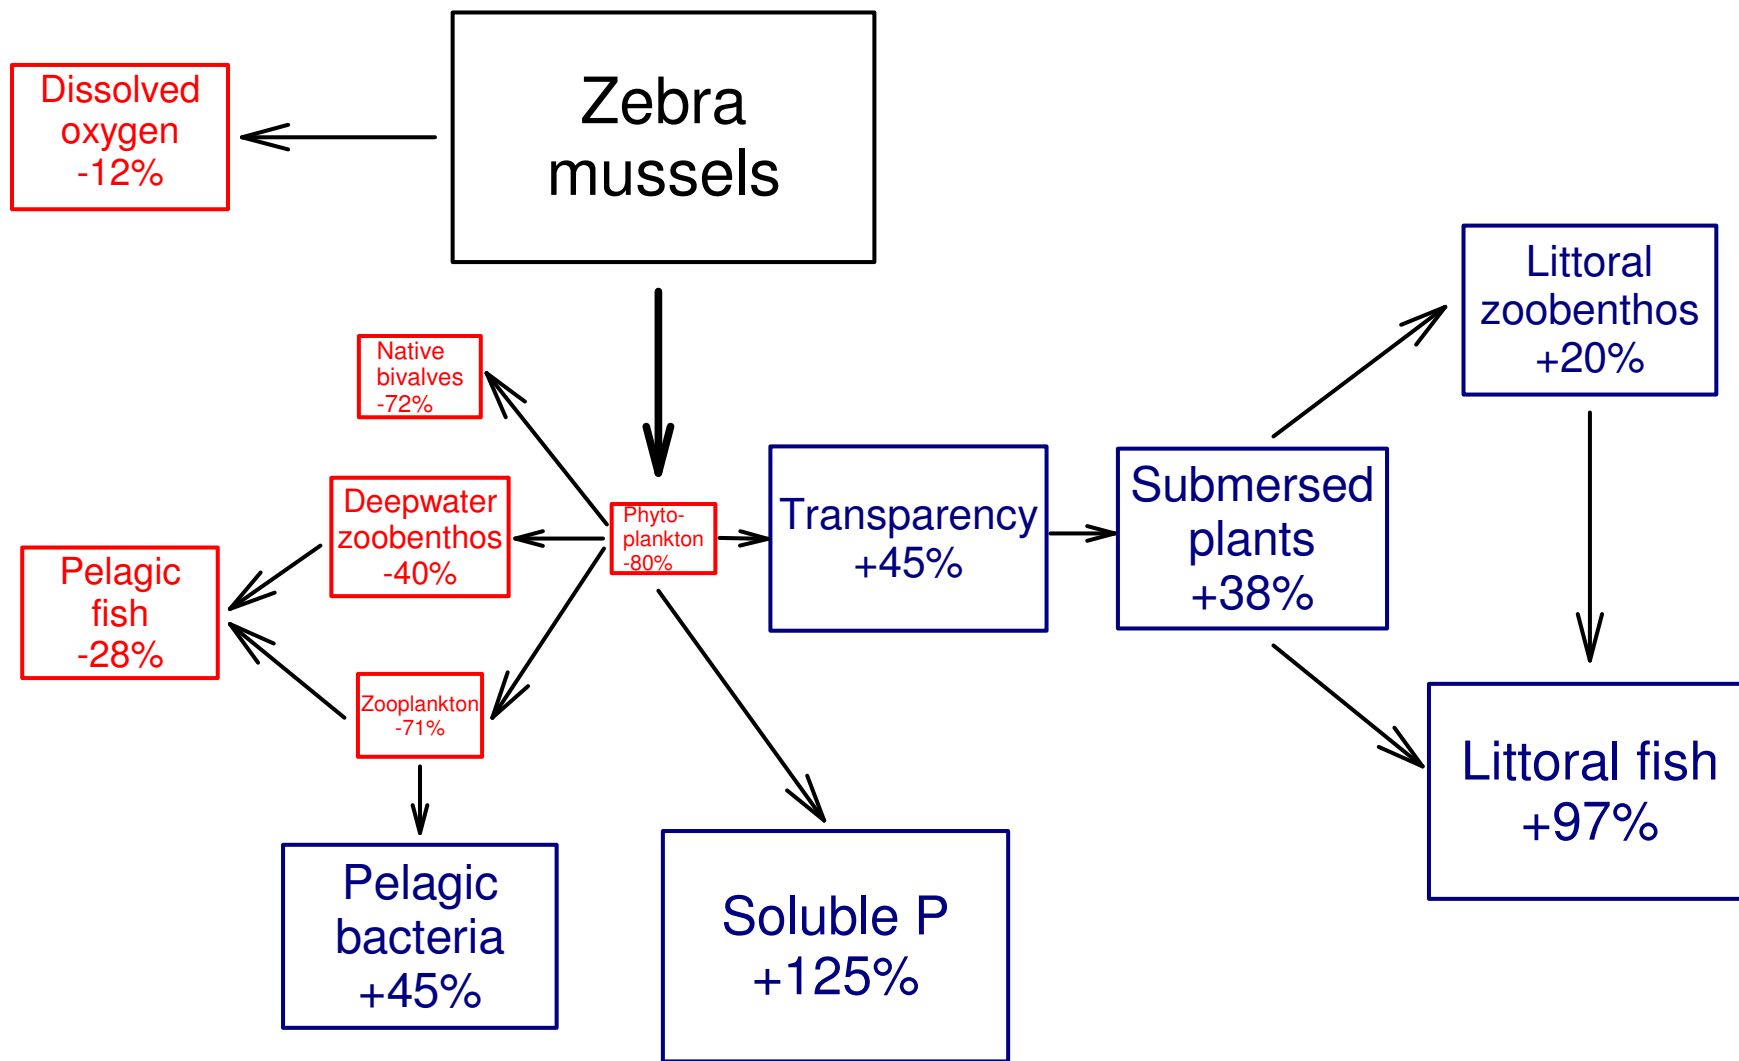 Zebra
mussels
Dissolved
oxygen
-12%
Native
bivalves
-72%
Deepwater
zoobenthos
-40%
Pelagic
fish
-28%
Zooplankton
-71%
Phyto-
plankton
-80%
Transparency
+45%
Submersed
plants
+38%
Littoral
zoobenthos
+20%
Littoral fish
+97%
Pelagic
bacteria
+45%
Soluble P
+125%